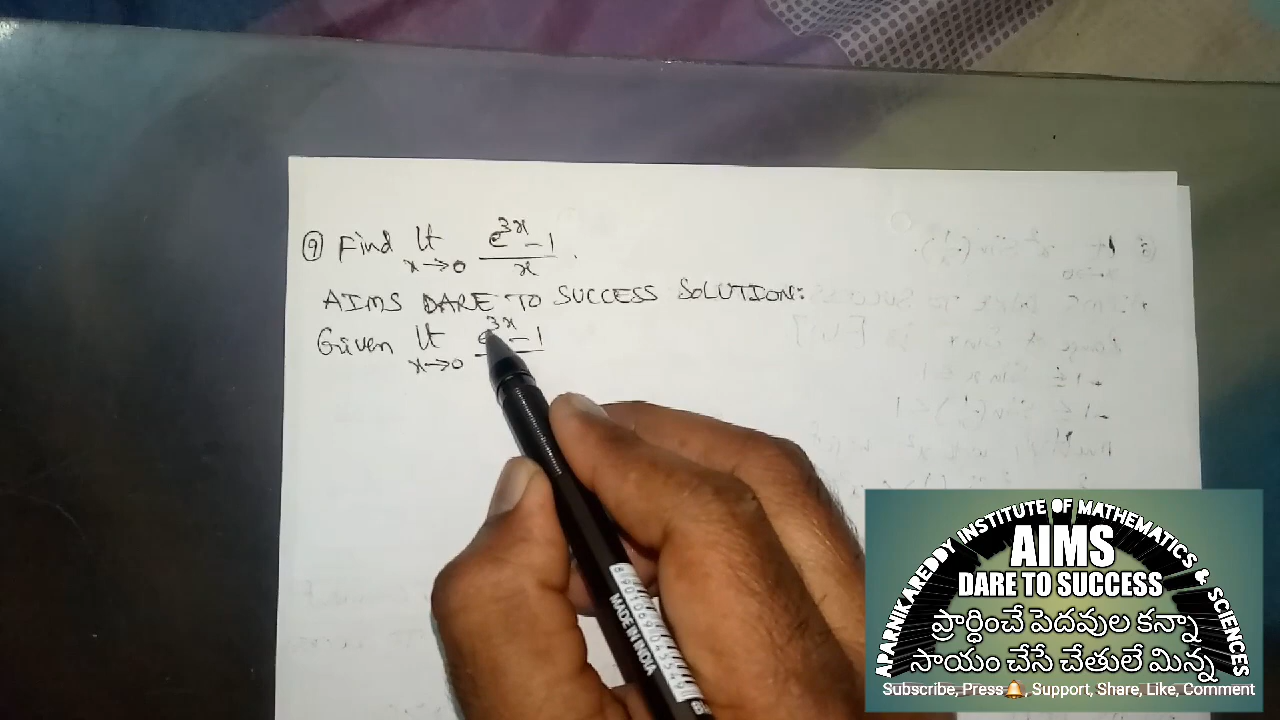 ⑨ Find lt e^3x - 1
x→0 x .
AIMS DARE TO SUCCESS SOLUTION:
Given lt e^3x - 1
x→0
MADE IN INDIA
APARNIKAREDDY INSTITUTE OF MATHEMATICS & SCIENCES
AIMS
DARE TO SUCCESS
ప్రార్ధించే పెదవుల కన్నా
సాయం చేసే చేతులే మిన్న
Subscribe, Press🔔, Support, Share, Like, Comment